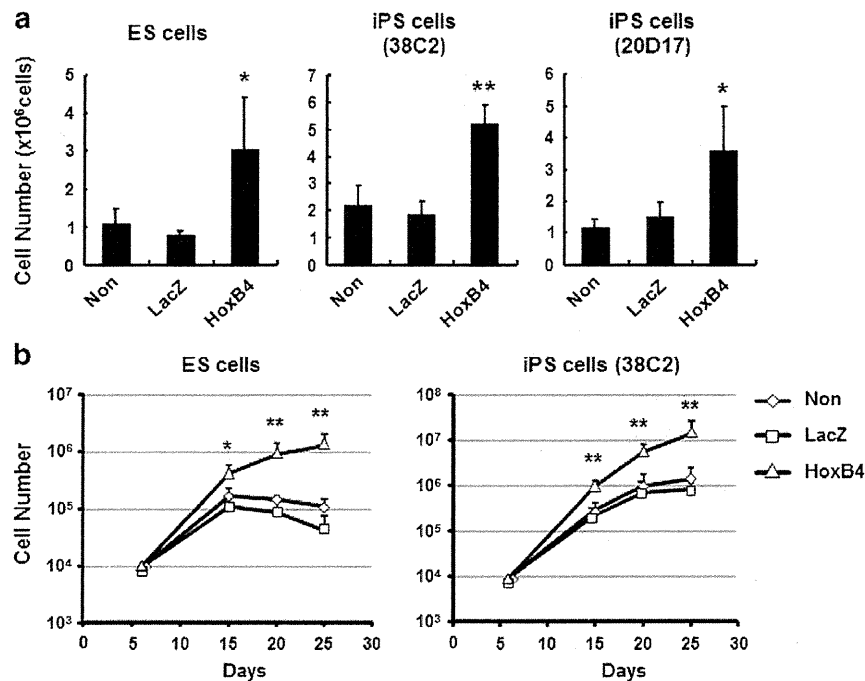 a
ES cells
iPS cells
(38C2)
iPS cells
(20D17)
Cell Number (x10⁶cells)
5
4
3
2
1
0
*
Non
LacZ
HoxB4
7
6
5
4
3
2
1
0
**
Non
LacZ
HoxB4
6
5
4
3
2
1
0
*
Non
LacZ
HoxB4
b
ES cells
Cell Number
10⁷
10⁶
10⁵
10⁴
10³
*
**
**
0
5
10
15
20
25
30
Days
iPS cells (38C2)
10⁸
10⁷
10⁶
10⁵
10⁴
10³
**
**
**
0
5
10
15
20
25
30
Days
Non
LacZ
HoxB4